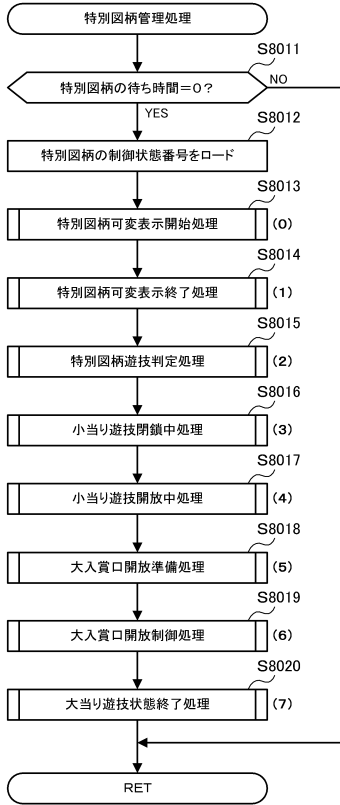 特別図柄管理処理
S8011
特別図柄の待ち時間=0?
NO
YES
S8012
特別図柄の制御状態番号をロード
S8013
特別図柄可変表示開始処理
(0)
S8014
特別図柄可変表示終了処理
(1)
S8015
特別図柄遊技判定処理
(2)
S8016
小当り遊技閉鎖中処理
(3)
S8017
小当り遊技開放中処理
(4)
S8018
大入賞口開放準備処理
(5)
S8019
大入賞口開放制御処理
(6)
S8020
大当り遊技状態終了処理
(7)
RET